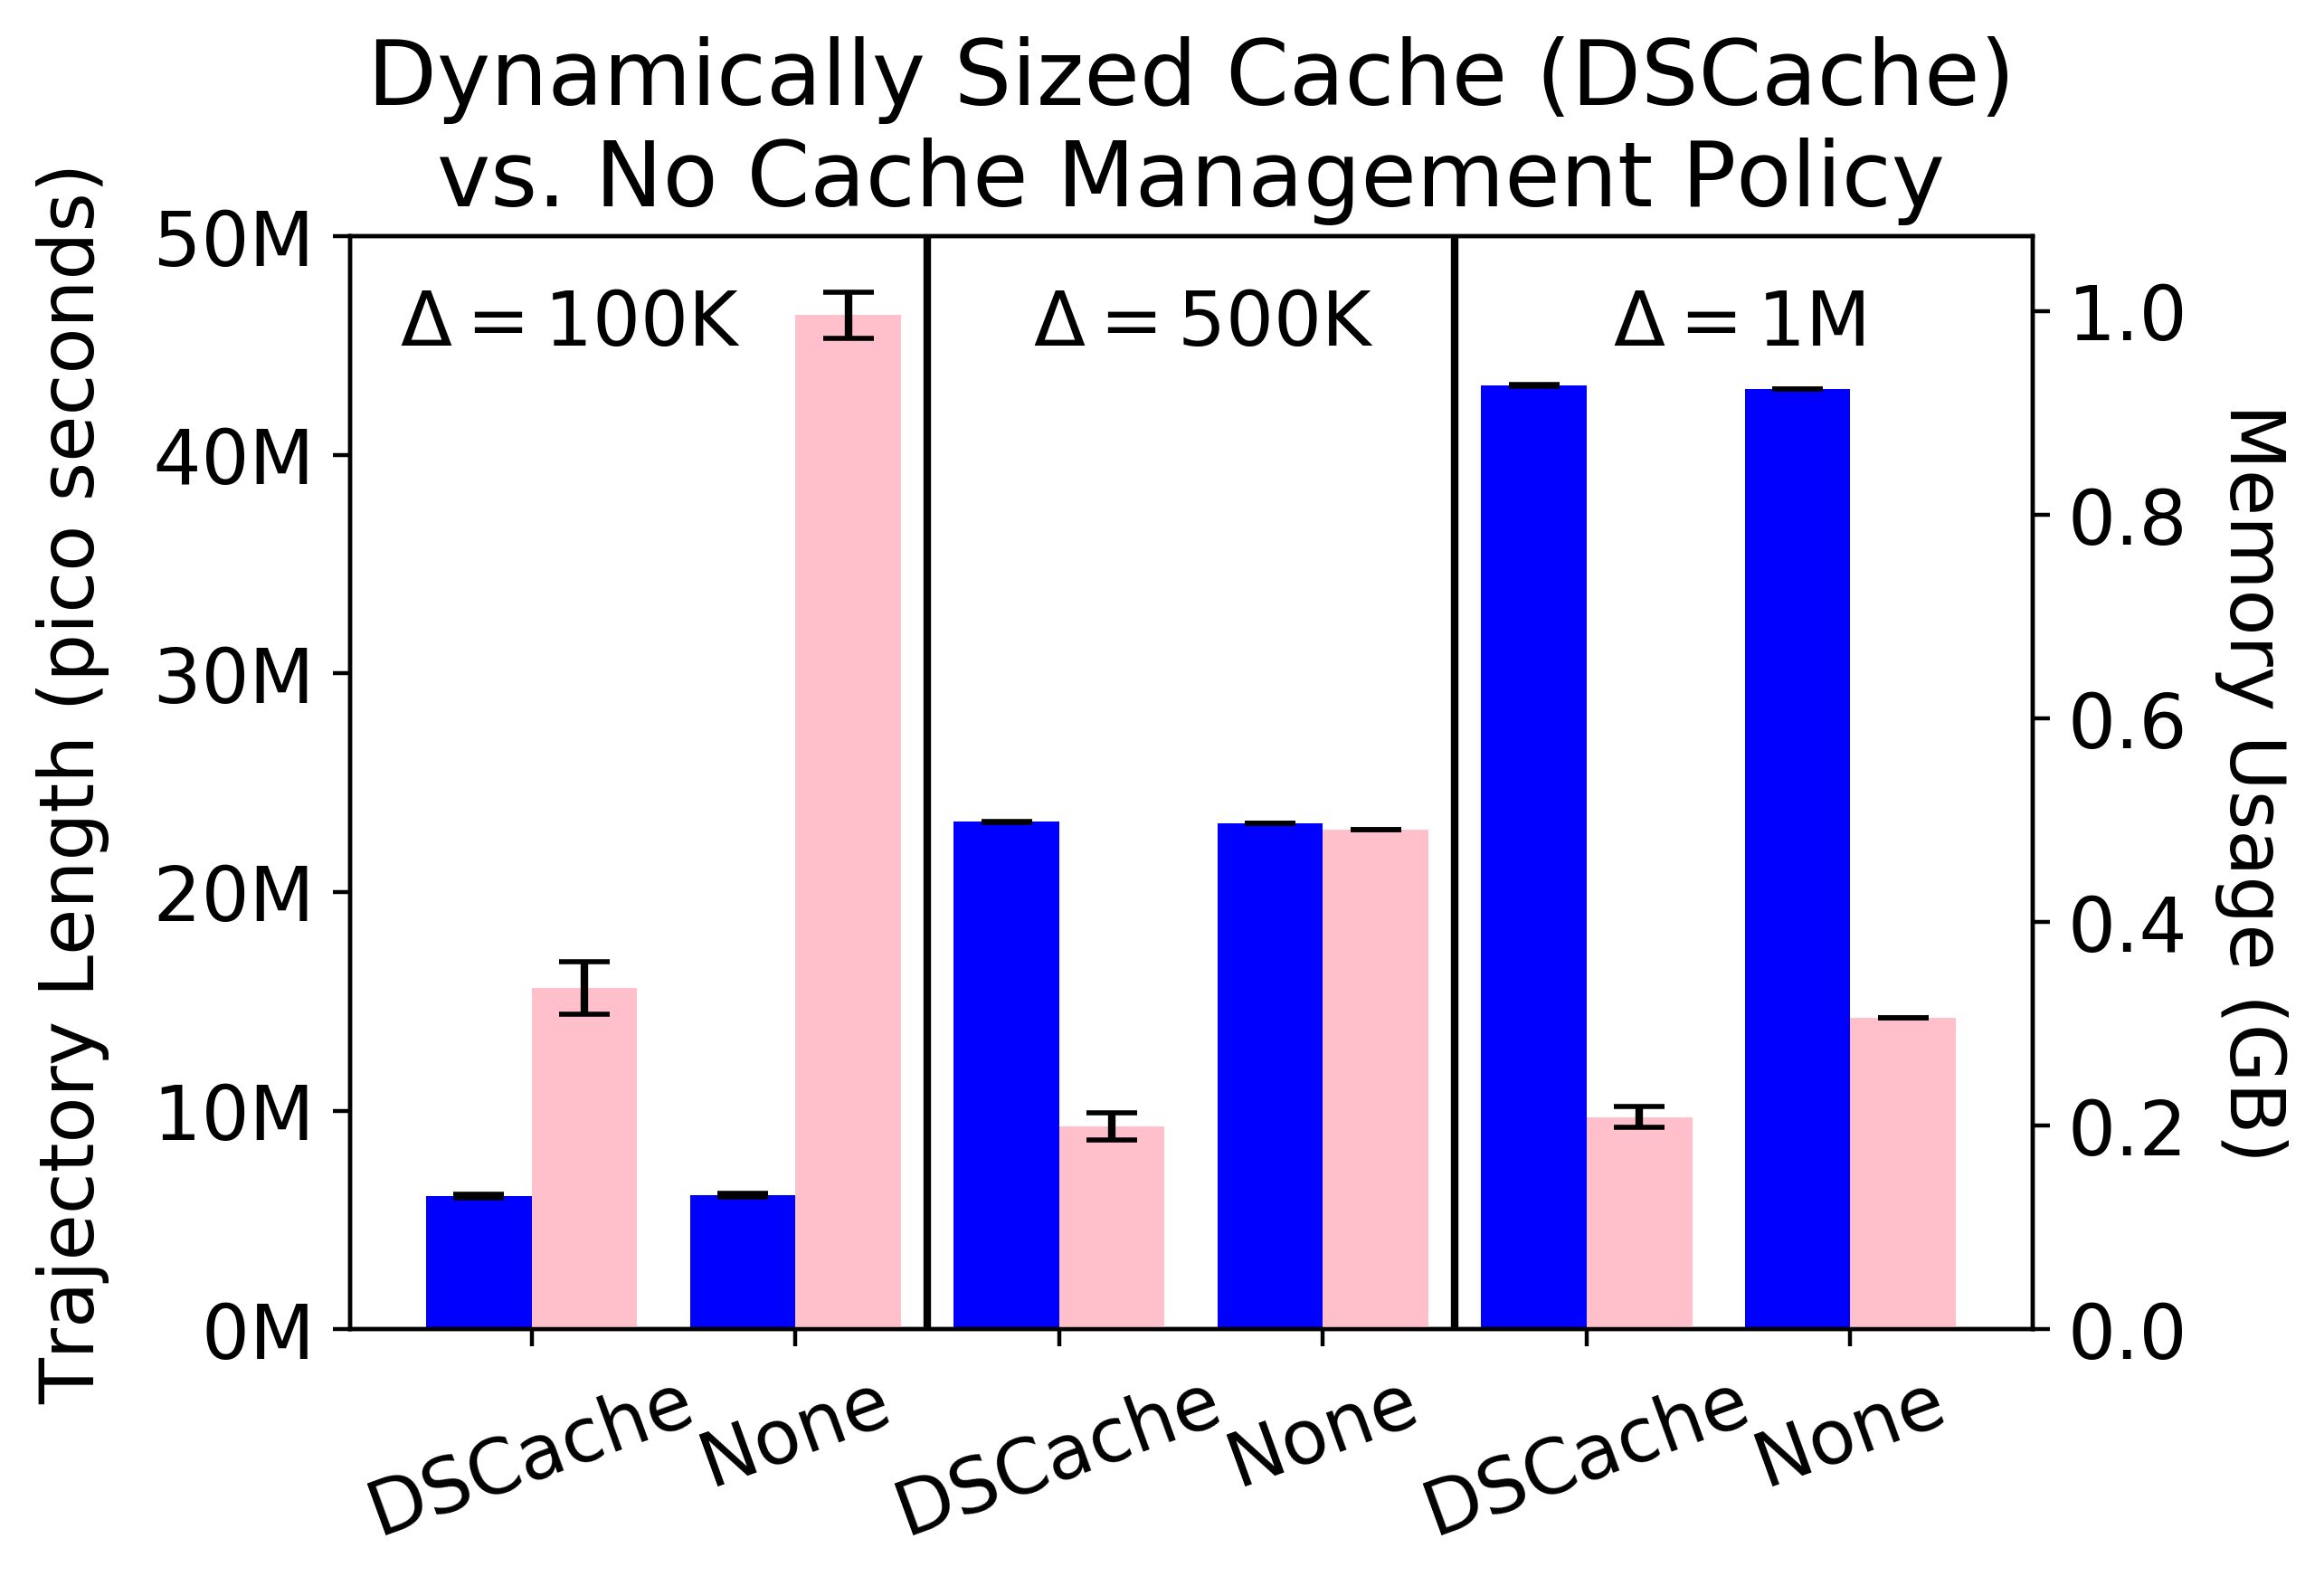 Dynamically Sized Cache (DSCache)
vs. No Cache Management Policy
Trajectory Length (pico seconds)
50M
40M
30M
20M
10M
0M
Δ = 100K
Δ = 500K
Δ = 1M
1.0
0.8
0.6
0.4
0.2
0.0
Memory Usage (GB)
DSCache
None
DSCache
None
DSCache
None